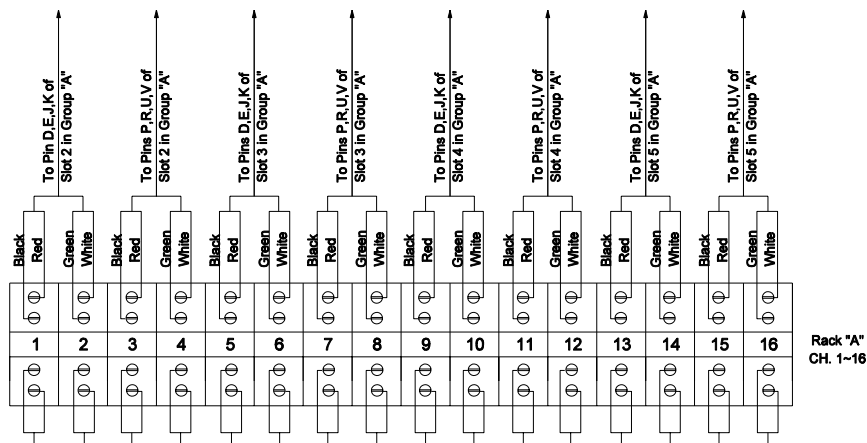 To Pin D,E,J,K of
Slot 2 in Group "A"
To Pins P,R,U,V of
Slot 2 in Group "A"
To Pins D,E,J,K of
Slot 3 in Group "A"
To Pins P,R,U,V of
Slot 3 in Group "A"
To Pins D,E,J,K of
Slot 4 in Group "A"
To Pins P,R,U,V of
Slot 4 in Group "A"
To Pins D,E,J,K of
Slot 5 in Group "A"
To Pins P,R,U,V of
Slot 5 in Group "A"
Black
Red
Green
White
Black
Red
Green
White
Black
Red
Green
White
Black
Red
Green
White
Black
Red
Green
White
Black
Red
Green
White
Black
Red
Green
White
Black
Red
Green
White
1 2 3 4 5 6 7 8 9 10 11 12 13 14 15 16
Rack "A"
CH. 1~16